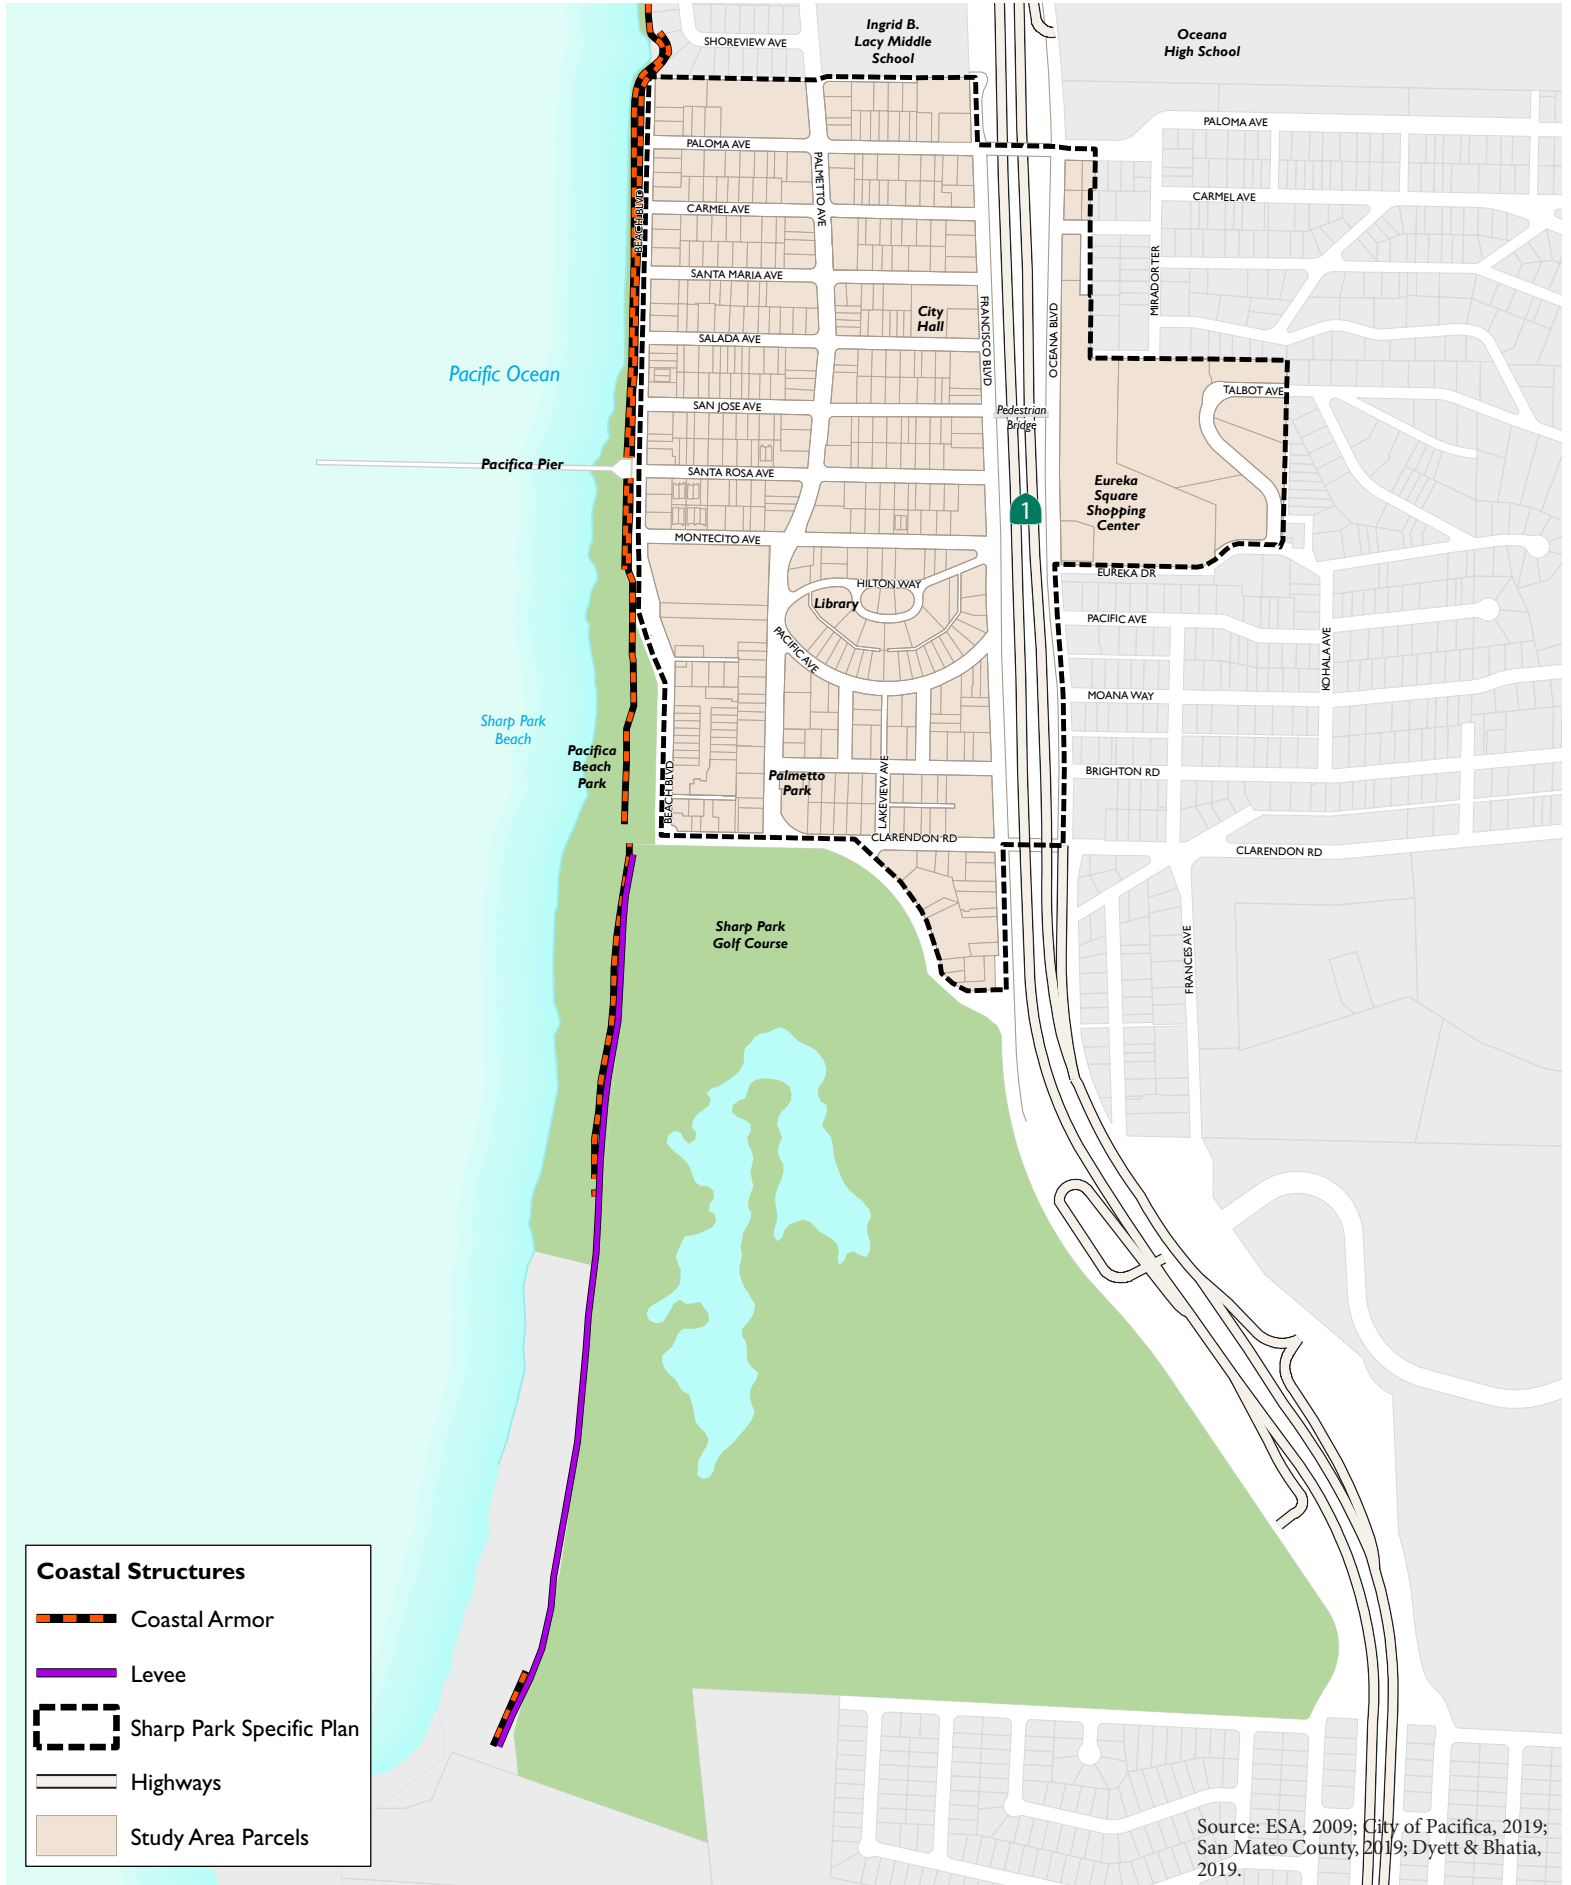 Ingrid B.
Lacy Middle
School
Oceana
High School
SHOREVIEW AVE
PALOMA AVE
PALOMA AVE
PALMETTO AVE
CARMEL AVE
CARMEL AVE
BEACH BLVD
SANTA MARIA AVE
MIRADOR TER
City
Hall
FRANCISCO BLVD
OCEANA BLVD
SALADA AVE
Pacific Ocean
TALBOT AVE
SAN JOSE AVE
Pedestrian
Bridge
Pacifica Pier
SANTA ROSA AVE
Eureka
Square
Shopping
Center
1
MONTECITO AVE
EUREKA DR
HILTON WAY
Library
PACIFIC AVE
PACIFIC AVE
KOHALA AVE
MOANA WAY
Sharp Park
Beach
Pacifica
Beach
Park
BEACH BLVD
Palmetto
Park
LAKEVIEW AVE
BRIGHTON RD
CLARENDON RD
CLARENDON RD
Sharp Park
Golf Course
FRANCES AVE
Coastal Structures
Coastal Armor
Levee
Sharp Park Specific Plan
Highways
Study Area Parcels
Source: ESA, 2009; City of Pacifica, 2019;
San Mateo County, 2019; Dyett & Bhatia,
2019.